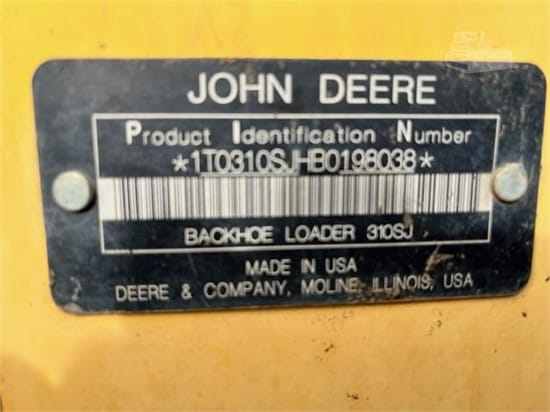 JOHN DEERE
Product Identification Number
*1T0310SJHB0198038*
BACKHOE LOADER 310SJ
MADE IN USA
DEERE & COMPANY, MOLINE, ILLINOIS, USA